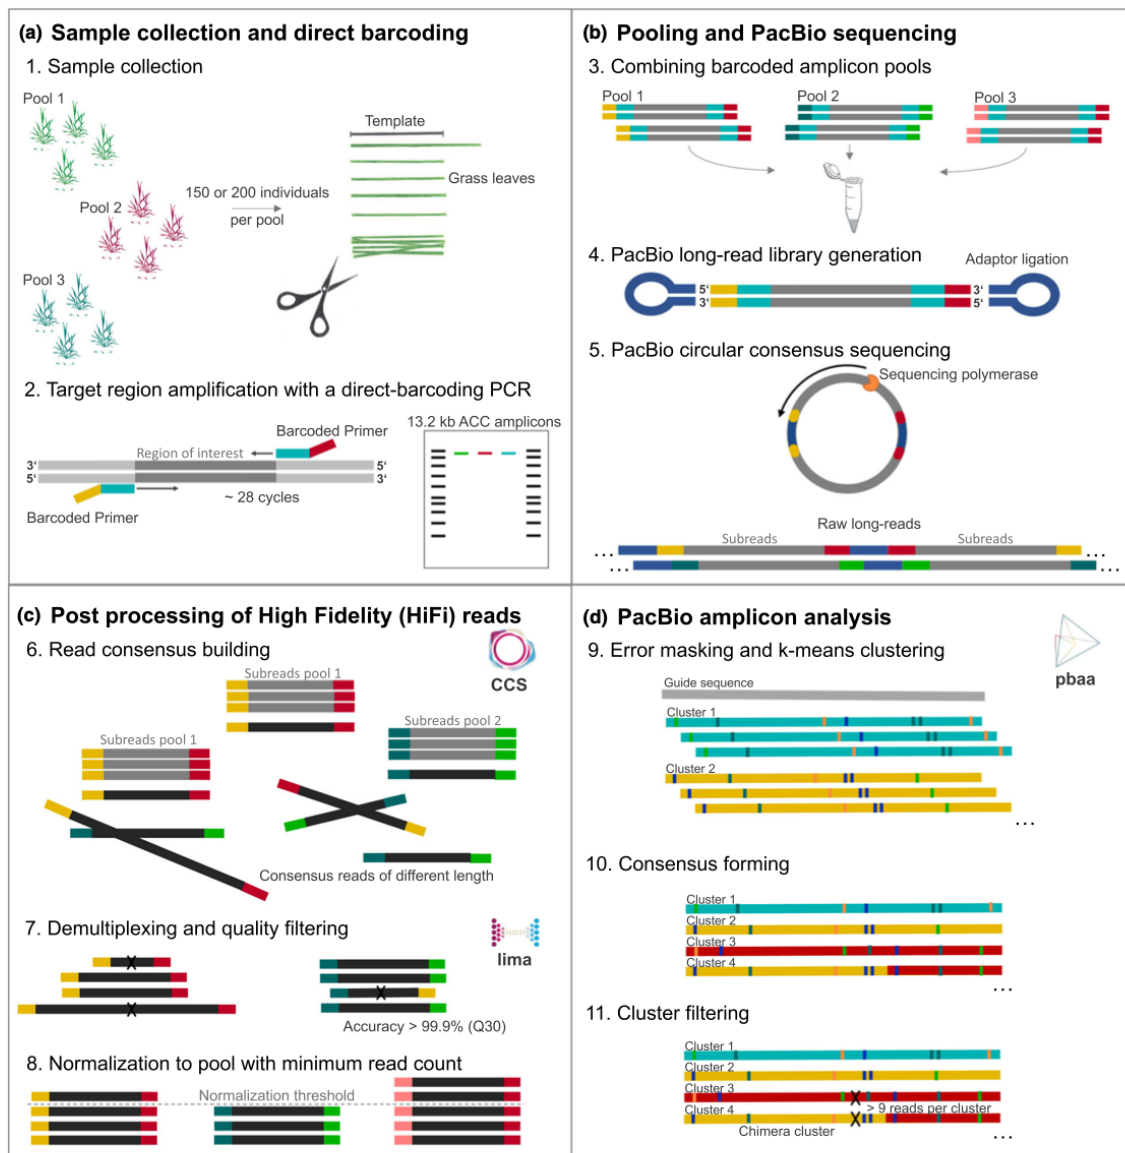 (a) Sample collection and direct barcoding
1. Sample collection
Pool 1
Pool 2
Pool 3
150 or 200 individuals
per pool
Template
Grass leaves
2. Target region amplification with a direct-barcoding PCR
13.2 kb ACC amplicons
Barcoded Primer
Region of interest
3‘ 5‘
5‘ 3‘
~ 28 cycles
Barcoded Primer
(b) Pooling and PacBio sequencing
3. Combining barcoded amplicon pools
Pool 1 Pool 2 Pool 3
4. PacBio long-read library generation
Adaptor ligation
5‘ 3‘
3‘ 5‘
5. PacBio circular consensus sequencing
Sequencing polymerase
Raw long-reads
Subreads Subreads
... ...
... ...
(c) Post processing of High Fidelity (HiFi) reads
6. Read consensus building
CCS
Subreads pool 1
Subreads pool 2
Subreads pool 1
Consensus reads of different length
7. Demultiplexing and quality filtering
lima
X
X
X
Accuracy > 99.9% (Q30)
8. Normalization to pool with minimum read count
Normalization threshold
(d) PacBio amplicon analysis
9. Error masking and k-means clustering
pbaa
Guide sequence
Cluster 1
Cluster 2
...
10. Consensus forming
Cluster 1
Cluster 2
Cluster 3
Cluster 4
...
11. Cluster filtering
Cluster 1
Cluster 2
Cluster 3
X
> 9 reads per cluster
Cluster 4
X
Chimera cluster
...